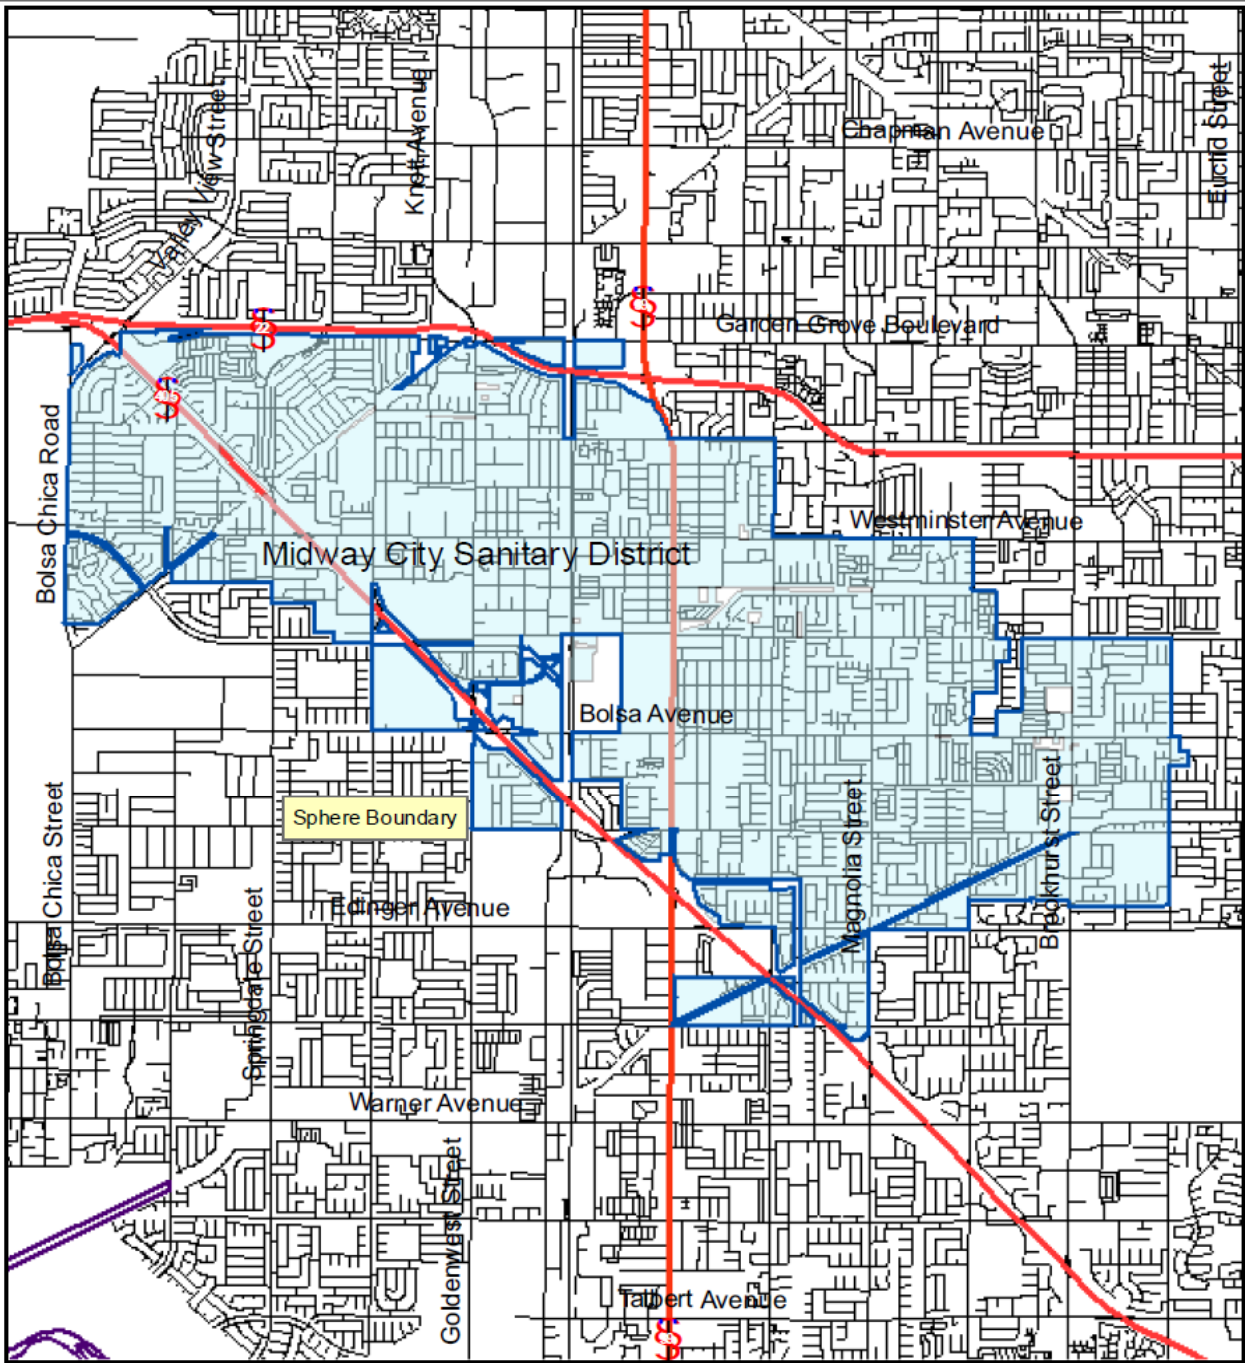 Valley View Street
Knott Avenue
Chapman Avenue
Euclid Street
Garden Grove Boulevard
22
405
Bolsa Chica Road
Westminster Avenue
Midway City Sanitary District
Bolsa Avenue
Sphere Boundary
Bolsa Chica Street
Springdale Street
Edinger Avenue
Magnolia Street
Brookhurst Street
Warner Avenue
Goldenwest Street
Talbert Avenue